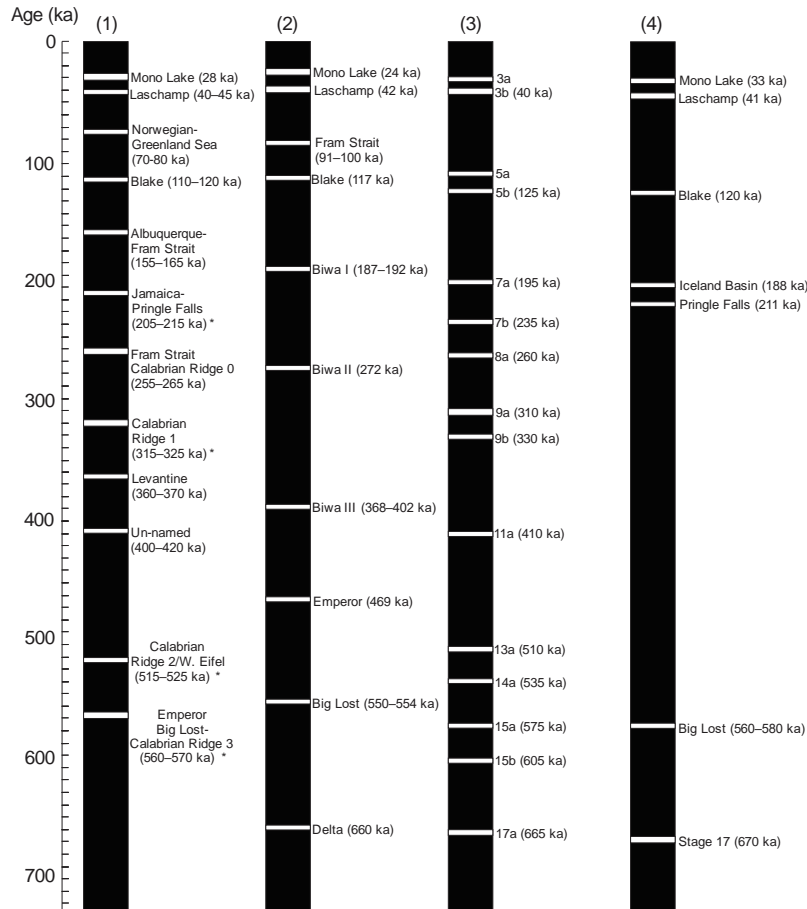 Age (ka)
(1)
(2)
(3)
(4)
0
100
200
300
400
500
600
700
Mono Lake (28 ka)
Laschamp (40–45 ka)
Norwegian-
Greenland Sea
(70-80 ka)
Blake (110–120 ka)
Albuquerque-
Fram Strait
(155–165 ka)
Jamaica-
Pringle Falls
(205–215 ka) *
Fram Strait
Calabrian Ridge 0
(255–265 ka)
Calabrian
Ridge 1
(315–325 ka) *
Levantine
(360–370 ka)
Un-named
(400–420 ka)
Calabrian
Ridge 2/W. Eifel
(515–525 ka) *
Emperor
Big Lost-
Calabrian Ridge 3
(560–570 ka) *
Mono Lake (24 ka)
Laschamp (42 ka)
Fram Strait
(91–100 ka)
Blake (117 ka)
Biwa I (187–192 ka)
Biwa II (272 ka)
Biwa III (368–402 ka)
Emperor (469 ka)
Big Lost (550–554 ka)
Delta (660 ka)
3a
3b (40 ka)
5a
5b (125 ka)
7a (195 ka)
7b (235 ka)
8a (260 ka)
9a (310 ka)
9b (330 ka)
11a (410 ka)
13a (510 ka)
14a (535 ka)
15a (575 ka)
15b (605 ka)
17a (665 ka)
Mono Lake (33 ka)
Laschamp (41 ka)
Blake (120 ka)
Iceland Basin (188 ka)
Pringle Falls (211 ka)
Big Lost (560–580 ka)
Stage 17 (670 ka)